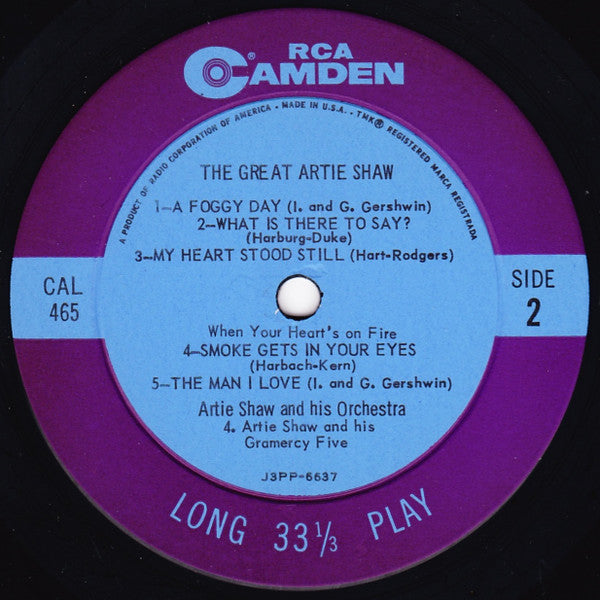 RCA
CAMDEN®
A PRODUCT OF RADIO CORPORATION OF AMERICA - MADE IN U.S.A. - TMK® REGISTERED MARCA REGISTRADA
THE GREAT ARTIE SHAW
1—A FOGGY DAY (I. and G. Gershwin)
2—WHAT IS THERE TO SAY?
(Harburg-Duke)
3—MY HEART STOOD STILL (Hart-Rodgers)
CAL
465
SIDE
2
When Your Heart's on Fire
4—SMOKE GETS IN YOUR EYES
(Harbach-Kern)
5—THE MAN I LOVE (I. and G. Gershwin)
Artie Shaw and his Orchestra
4. Artie Shaw and his
Gramercy Five
J3PP-6637
LONG 33⅓ PLAY